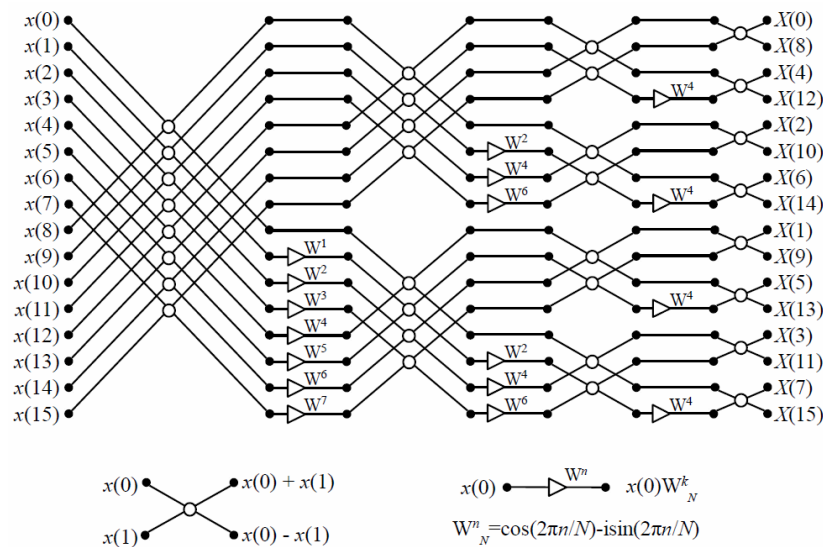 x(0) X(0)
x(1) X(8)
x(2) X(4)
x(3) W⁴ X(12)
x(4) X(2)
x(5) W² X(10)
x(6) W⁴ X(6)
x(7) W⁶ W⁴ X(14)
x(8) X(1)
x(9) W¹ X(9)
x(10) W² X(5)
x(11) W³ W⁴ X(13)
x(12) W⁴ X(3)
x(13) W⁵ W² X(11)
x(14) W⁶ W⁴ X(7)
x(15) W⁷ W⁶ W⁴ X(15)
x(0) x(0) + x(1)
x(1) x(0) - x(1)
x(0) Wⁿ x(0)W_N^k
W_N^n=cos(2πn/N)-isin(2πn/N)